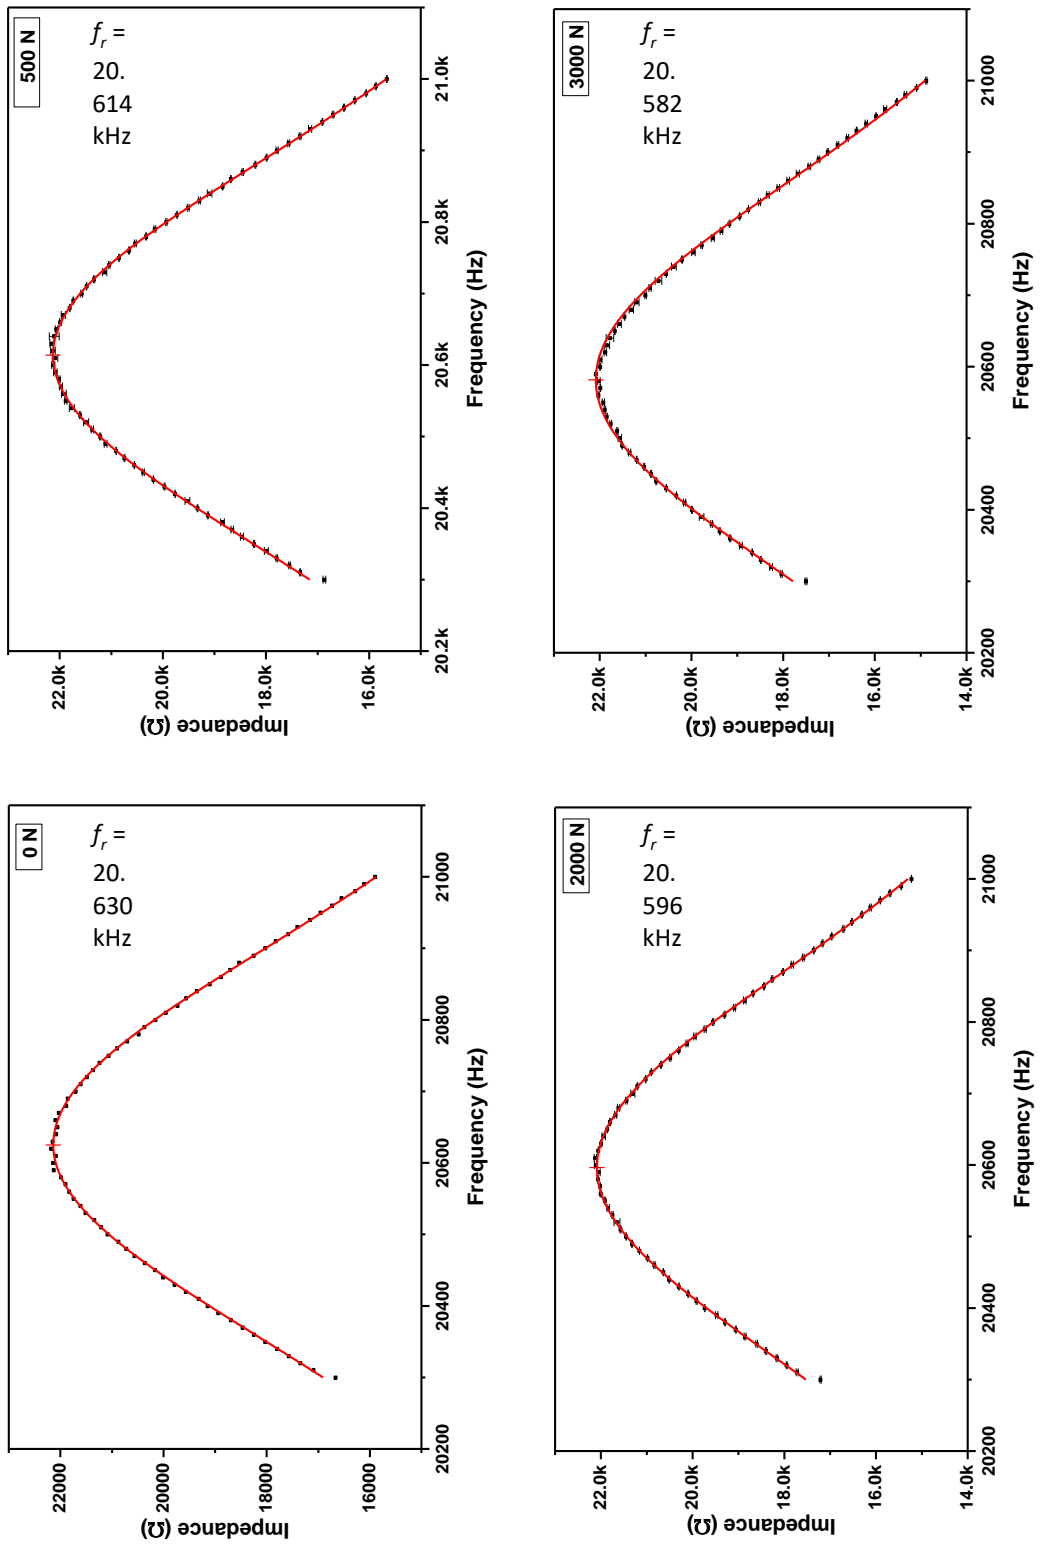 0 N
fr =
20.
630
kHz
22000
20000
18000
16000
Impedance (Ω)
20200
20400
20600
20800
21000
Frequency (Hz)
500 N
fr =
20.
614
kHz
22.0k
20.0k
18.0k
16.0k
Impedance (Ω)
20.2k
20.4k
20.6k
20.8k
21.0k
Frequency (Hz)
2000 N
fr =
20.
596
kHz
22.0k
20.0k
18.0k
16.0k
14.0k
Impedance (Ω)
20200
20400
20600
20800
21000
Frequency (Hz)
3000 N
fr =
20.
582
kHz
22.0k
20.0k
18.0k
16.0k
14.0k
Impedance (Ω)
20200
20400
20600
20800
21000
Frequency (Hz)